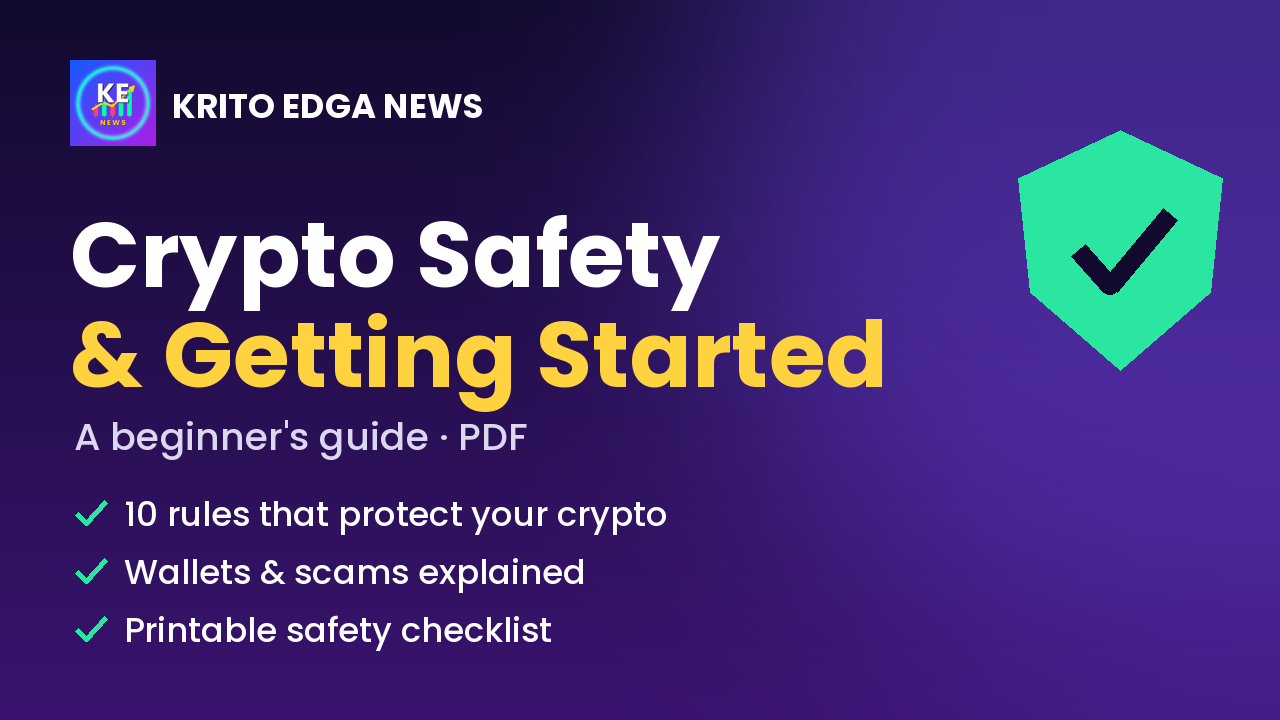 KE
NEWS
KRITO EDGA NEWS
Crypto Safety
& Getting Started
A beginner's guide · PDF
10 rules that protect your crypto
Wallets & scams explained
Printable safety checklist